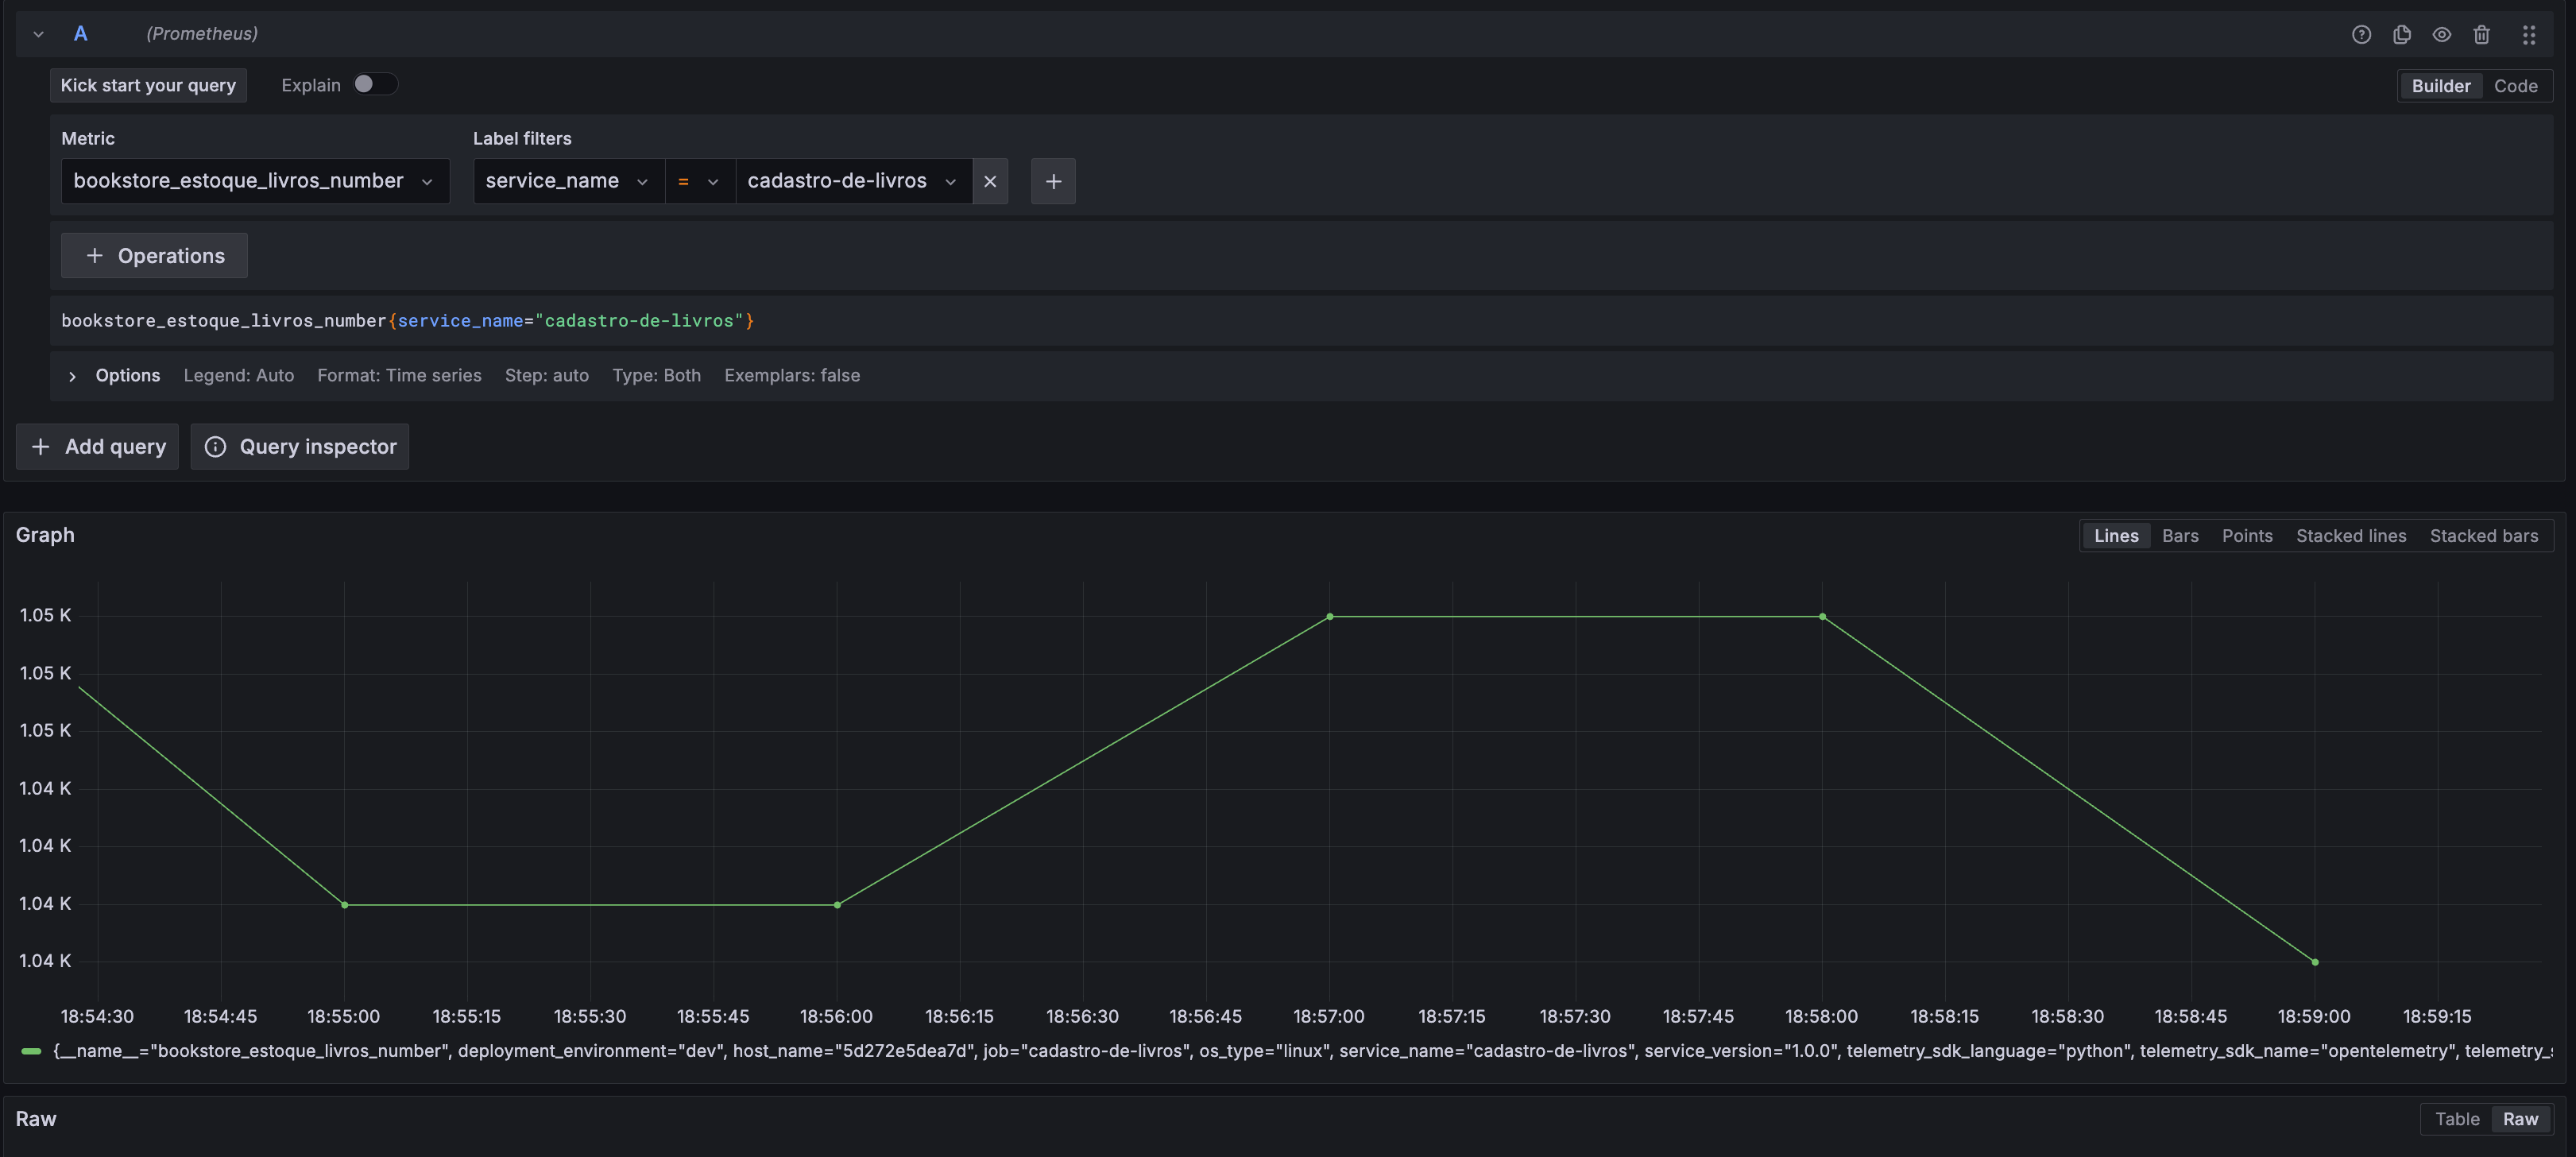 A (Prometheus)
Kick start your query Explain Builder Code
Metric Label filters
bookstore_estoque_livros_number service_name = cadastro-de-livros
+ Operations
bookstore_estoque_livros_number{service_name="cadastro-de-livros"}
Options Legend: Auto Format: Time series Step: auto Type: Both Exemplars: false
+ Add query Query inspector
Graph Lines Bars Points Stacked lines Stacked bars
1.05 K
1.05 K
1.05 K
1.04 K
1.04 K
1.04 K
1.04 K
18:54:30 18:54:45 18:55:00 18:55:15 18:55:30 18:55:45 18:56:00 18:56:15 18:56:30 18:56:45 18:57:00 18:57:15 18:57:30 18:57:45 18:58:00 18:58:15 18:58:30 18:58:45 18:59:00 18:59:15
{__name__="bookstore_estoque_livros_number", deployment_environment="dev", host_name="5d272e5dea7d", job="cadastro-de-livros", os_type="linux", service_name="cadastro-de-livros", service_version="1.0.0", telemetry_sdk_language="python", telemetry_sdk_name="opentelemetry", telemetry_s
Raw Table Raw